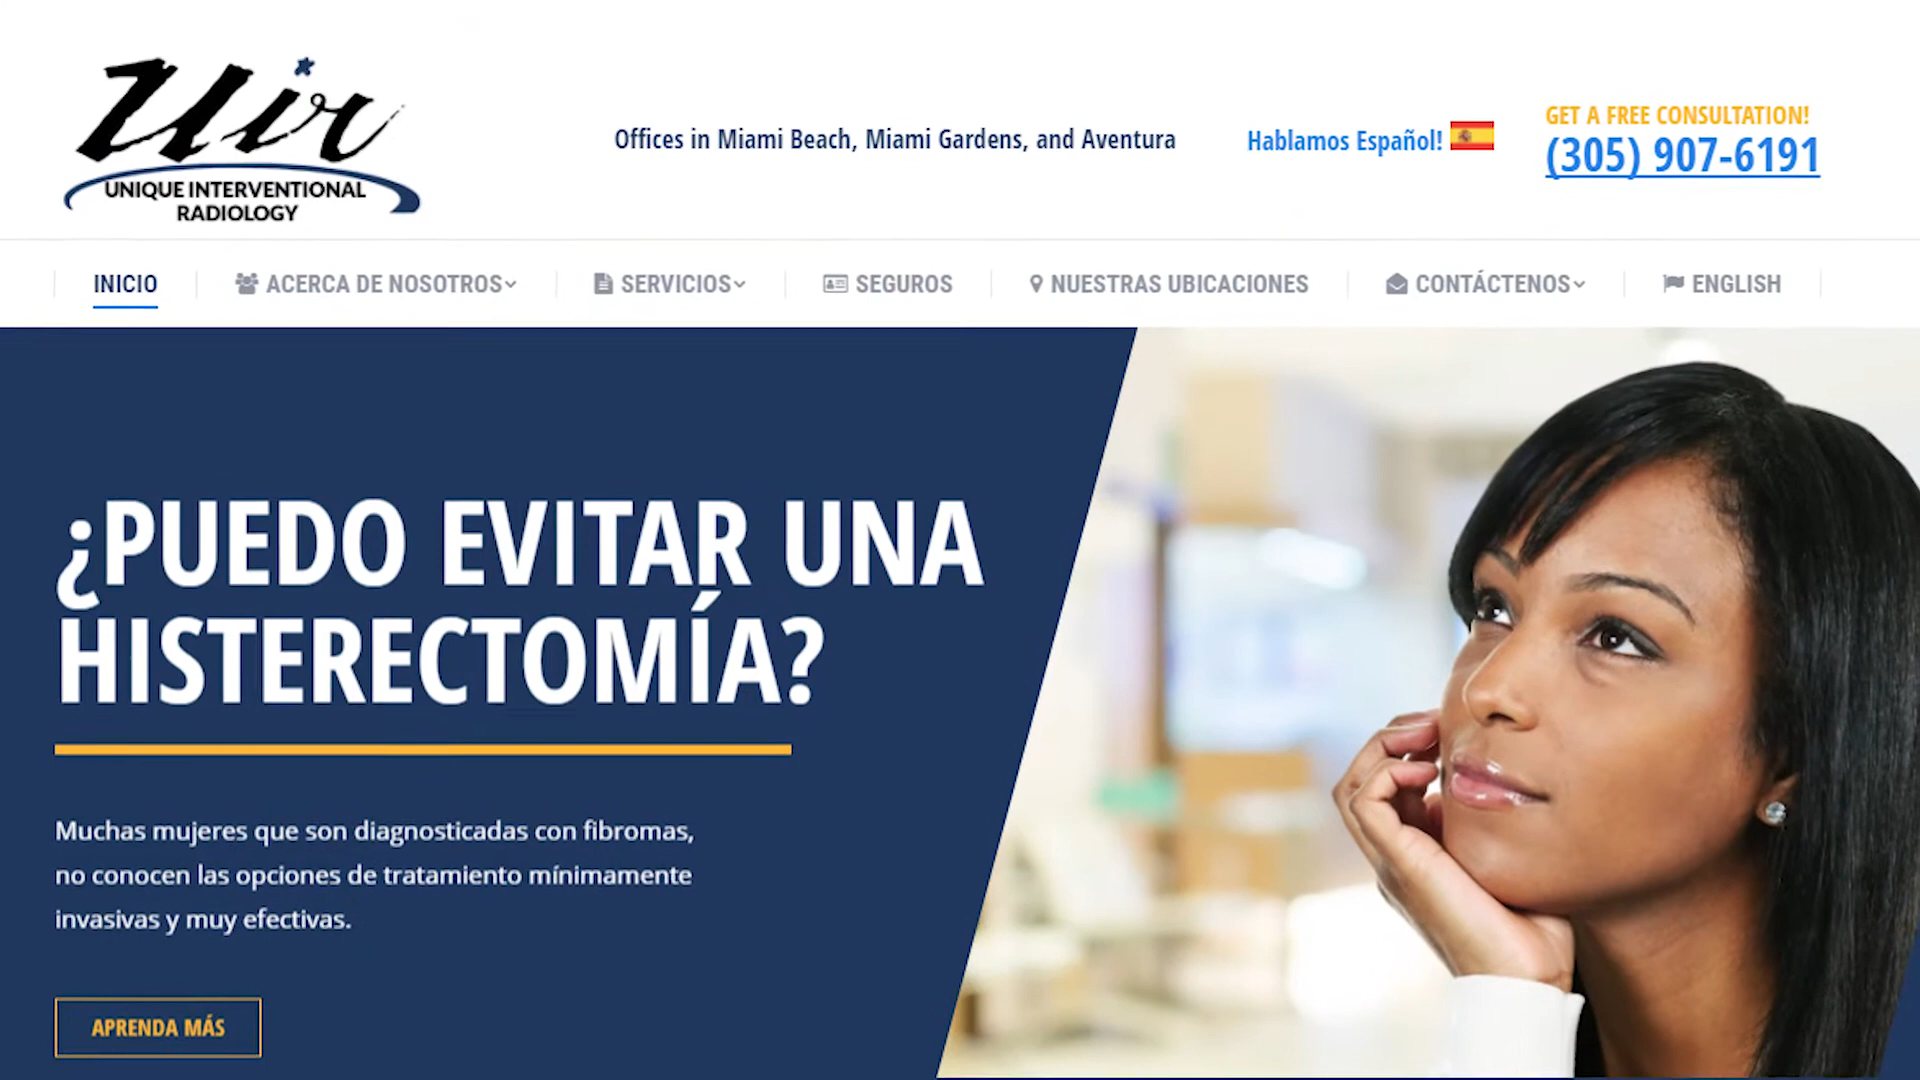 Uir
UNIQUE INTERVENTIONAL
RADIOLOGY
Offices in Miami Beach, Miami Gardens, and Aventura
Hablamos Español!
GET A FREE CONSULTATION!
(305) 907-6191
INICIO
ACERCA DE NOSOTROS
SERVICIOS
SEGUROS
NUESTRAS UBICACIONES
CONTÁCTENOS
ENGLISH
¿PUEDO EVITAR UNA
HISTERECTOMÍA?
Muchas mujeres que son diagnosticadas con fibromas,
no conocen las opciones de tratamiento mínimamente
invasivas y muy efectivas.
APRENDA MÁS